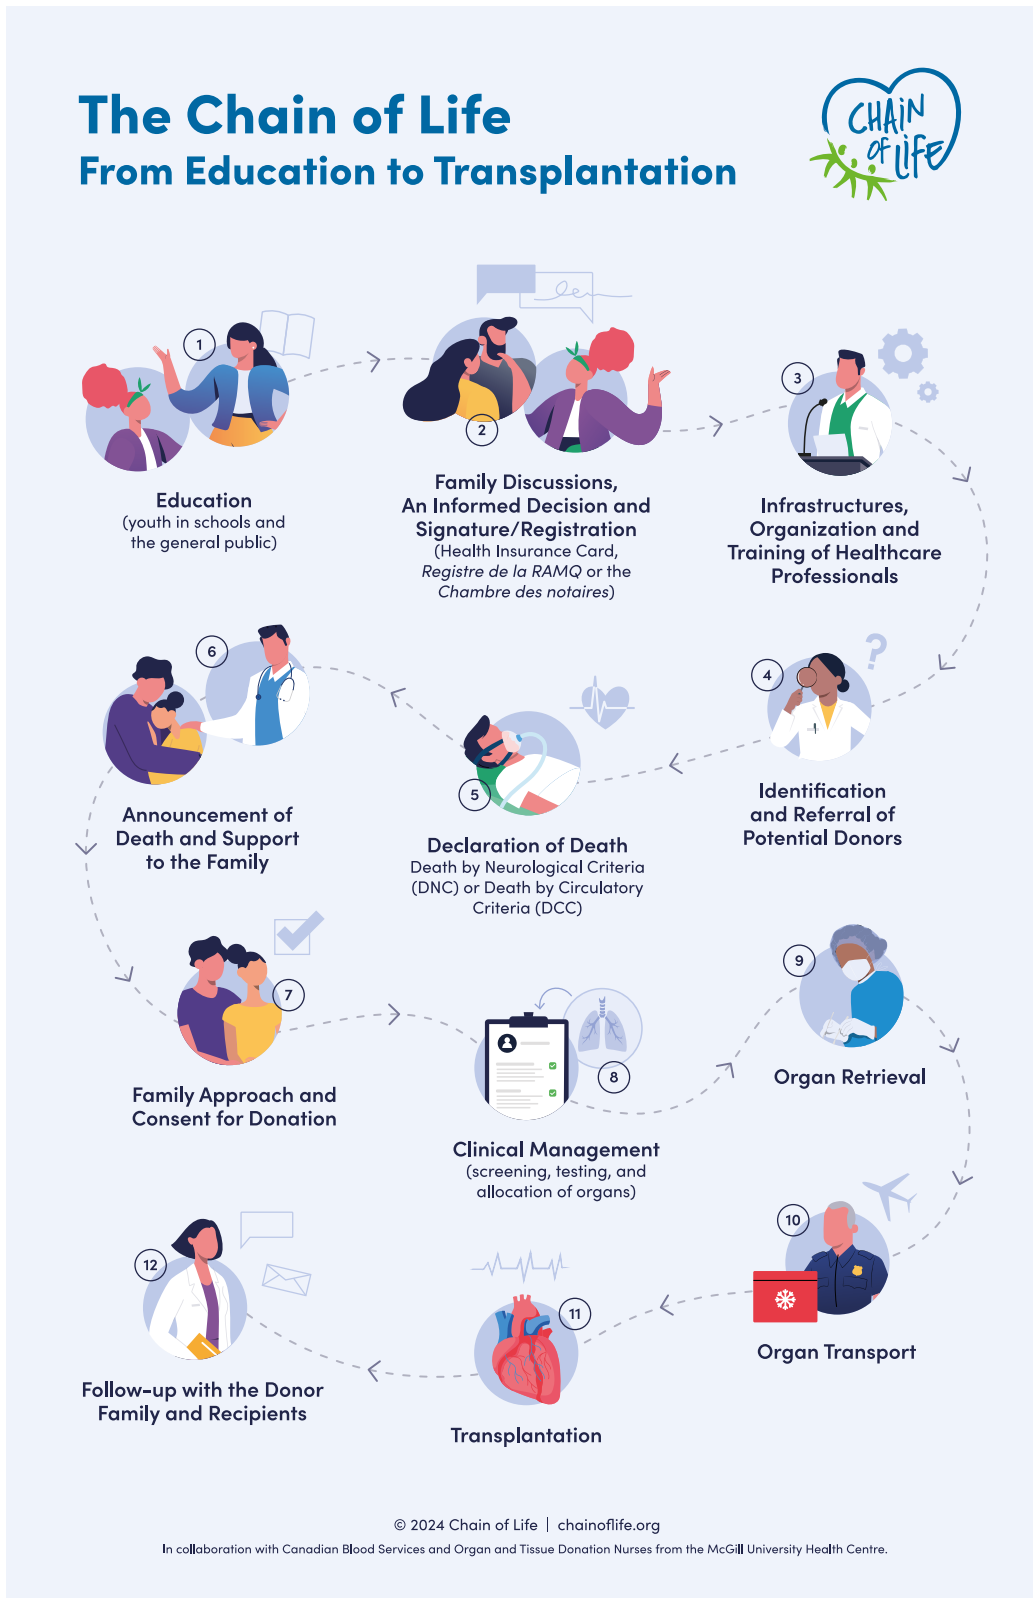 The Chain of Life
From Education to Transplantation
CHAIN
OF LIFE
1
Education
(youth in schools and
the general public)
2
Family Discussions,
An Informed Decision and
Signature/Registration
(Health Insurance Card,
Registre de la RAMQ or the
Chambre des notaires)
3
Infrastructures,
Organization and
Training of Healthcare
Professionals
?
4
Identification
and Referral of
Potential Donors
5
Declaration of Death
Death by Neurological Criteria
(DNC) or Death by Circulatory
Criteria (DCC)
6
Announcement of
Death and Support
to the Family
7
Family Approach and
Consent for Donation
8
Clinical Management
(screening, testing, and
allocation of organs)
9
Organ Retrieval
10
Organ Transport
11
Transplantation
12
Follow-up with the Donor
Family and Recipients
© 2024 Chain of Life | chainoflife.org
In collaboration with Canadian Blood Services and Organ and Tissue Donation Nurses from the McGill University Health Centre.